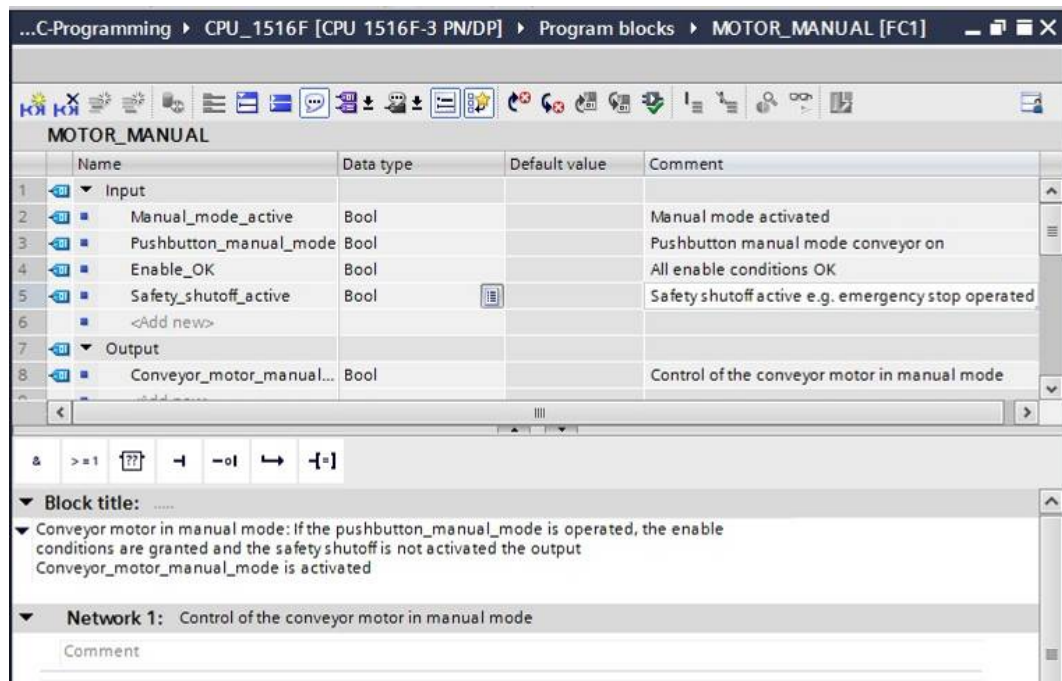 ...C-Programming ▸ CPU_1516F [CPU 1516F-3 PN/DP] ▸ Program blocks ▸ MOTOR_MANUAL [FC1]
MOTOR_MANUAL
Name Data type Default value Comment
1 Input
2 Manual_mode_active Bool Manual mode activated
3 Pushbutton_manual_mode Bool Pushbutton manual mode conveyor on
4 Enable_OK Bool All enable conditions OK
5 Safety_shutoff_active Bool Safety shutoff active e.g. emergency stop operated
6 <Add new>
7 Output
8 Conveyor_motor_manual... Bool Control of the conveyor motor in manual mode
& >=1 ??
Block title: .....
Conveyor motor in manual mode: If the pushbutton_manual_mode is operated, the enable
conditions are granted and the safety shutoff is not activated the output
Conveyor_motor_manual_mode is activated
Network 1: Control of the conveyor motor in manual mode
Comment